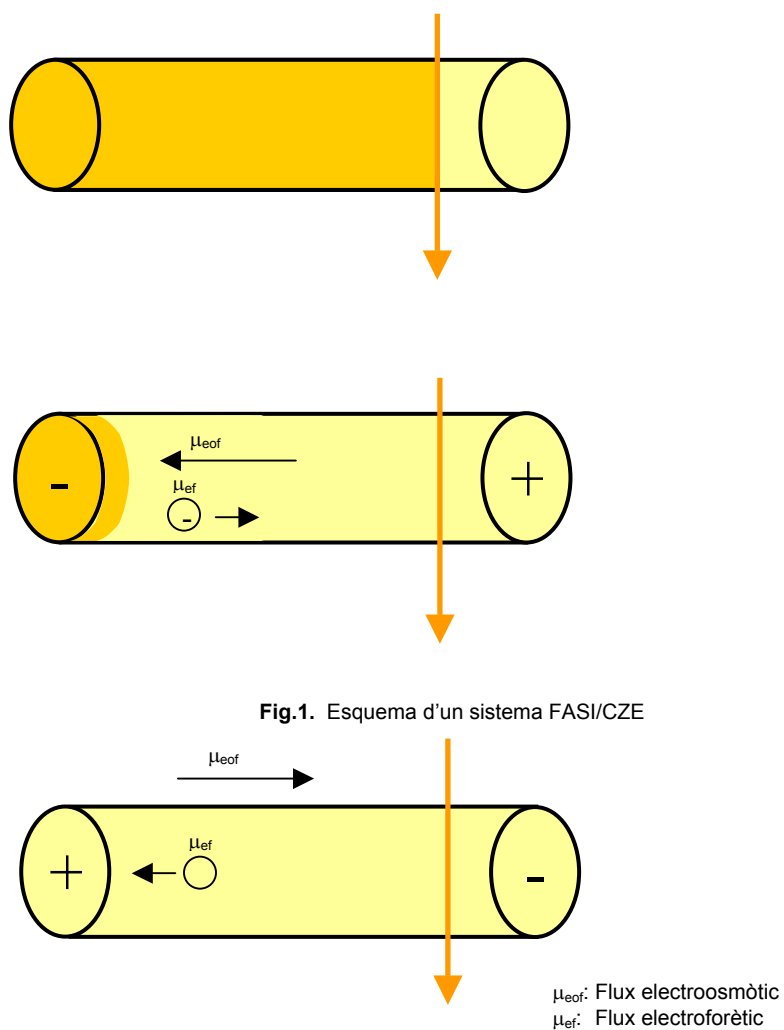 μeof
μef
-
-
+
Fig.1. Esquema d'un sistema FASI/CZE
μeof
μef
+
-
μeof: Flux electroosmòtic
μef: Flux electroforètic